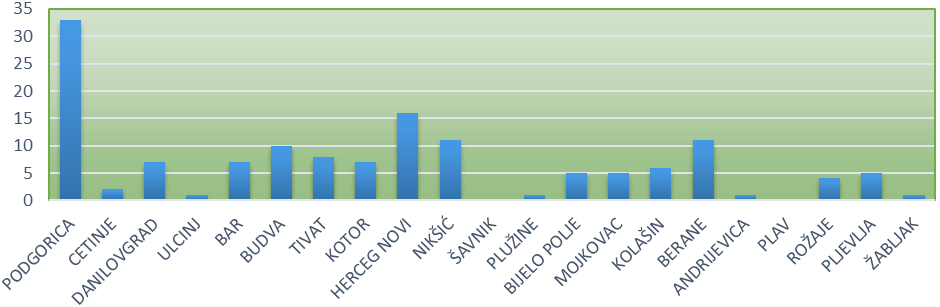 35
30
25
20
15
10
5
0
PODGORICA
CETINJE
DANILOVGRAD
ULCINJ
BAR
BUDVA
TIVAT
KOTOR
HERCEG NOVI
NIKŠIĆ
ŠAVNIK
PLUŽINE
BIJELO POLJE
MOJKOVAC
KOLAŠIN
BERANE
ANDRIJEVICA
PLAV
ROŽAJE
PLJEVLJA
ŽABLJAK